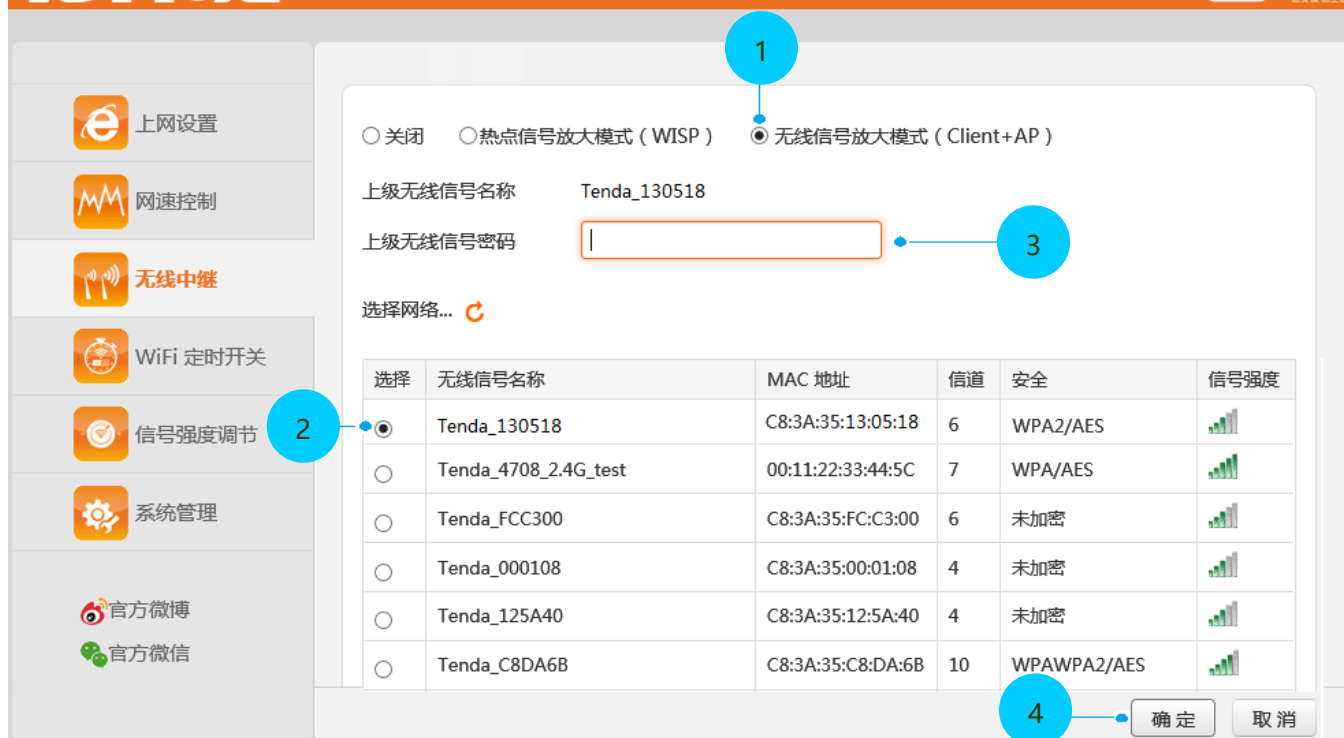 1
上网设置
网速控制
无线中继
WiFi 定时开关
信号强度调节
系统管理
官方微博
官方微信
关闭 热点信号放大模式（WISP） 无线信号放大模式（Client+AP）
上级无线信号名称 Tenda_130518
上级无线信号密码
3
选择网络...
选择 无线信号名称 MAC 地址 信道 安全 信号强度
2
Tenda_130518 C8:3A:35:13:05:18 6 WPA2/AES
Tenda_4708_2.4G_test 00:11:22:33:44:5C 7 WPA/AES
Tenda_FCC300 C8:3A:35:FC:C3:00 6 未加密
Tenda_000108 C8:3A:35:00:01:08 4 未加密
Tenda_125A40 C8:3A:35:12:5A:40 4 未加密
Tenda_C8DA6B C8:3A:35:C8:DA:6B 10 WPAWPA2/AES
4
确定 取消